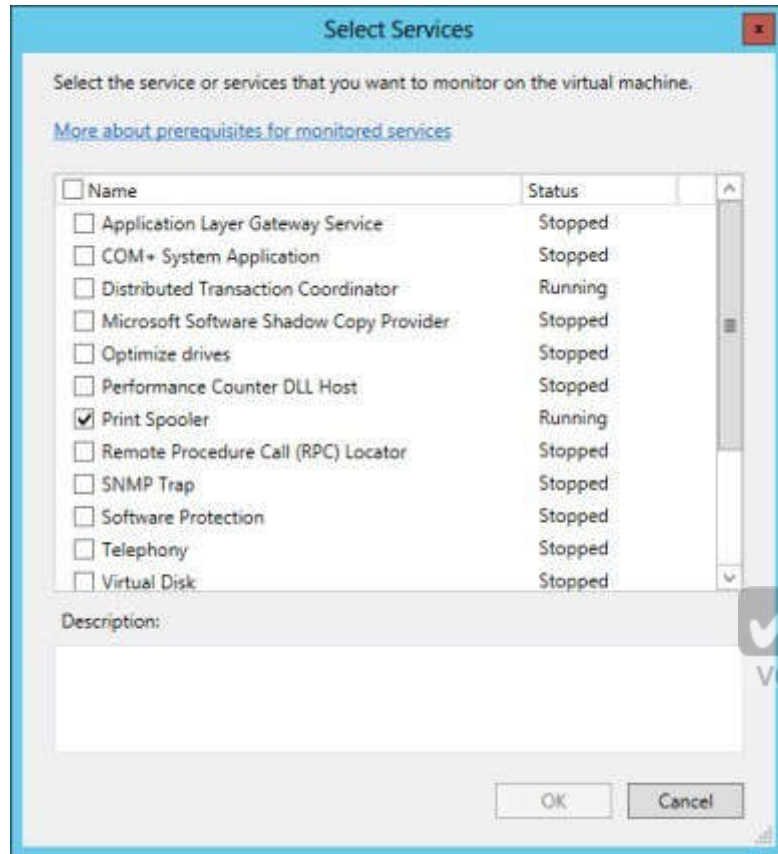 Select Services
x
Select the service or services that you want to monitor on the virtual machine.
More about prerequisites for monitored services
Name Status
Application Layer Gateway Service Stopped
COM+ System Application Stopped
Distributed Transaction Coordinator Running
Microsoft Software Shadow Copy Provider Stopped
Optimize drives Stopped
Performance Counter DLL Host Stopped
Print Spooler Running
Remote Procedure Call (RPC) Locator Stopped
SNMP Trap Stopped
Software Protection Stopped
Telephony Stopped
Virtual Disk Stopped
Description:
OK Cancel